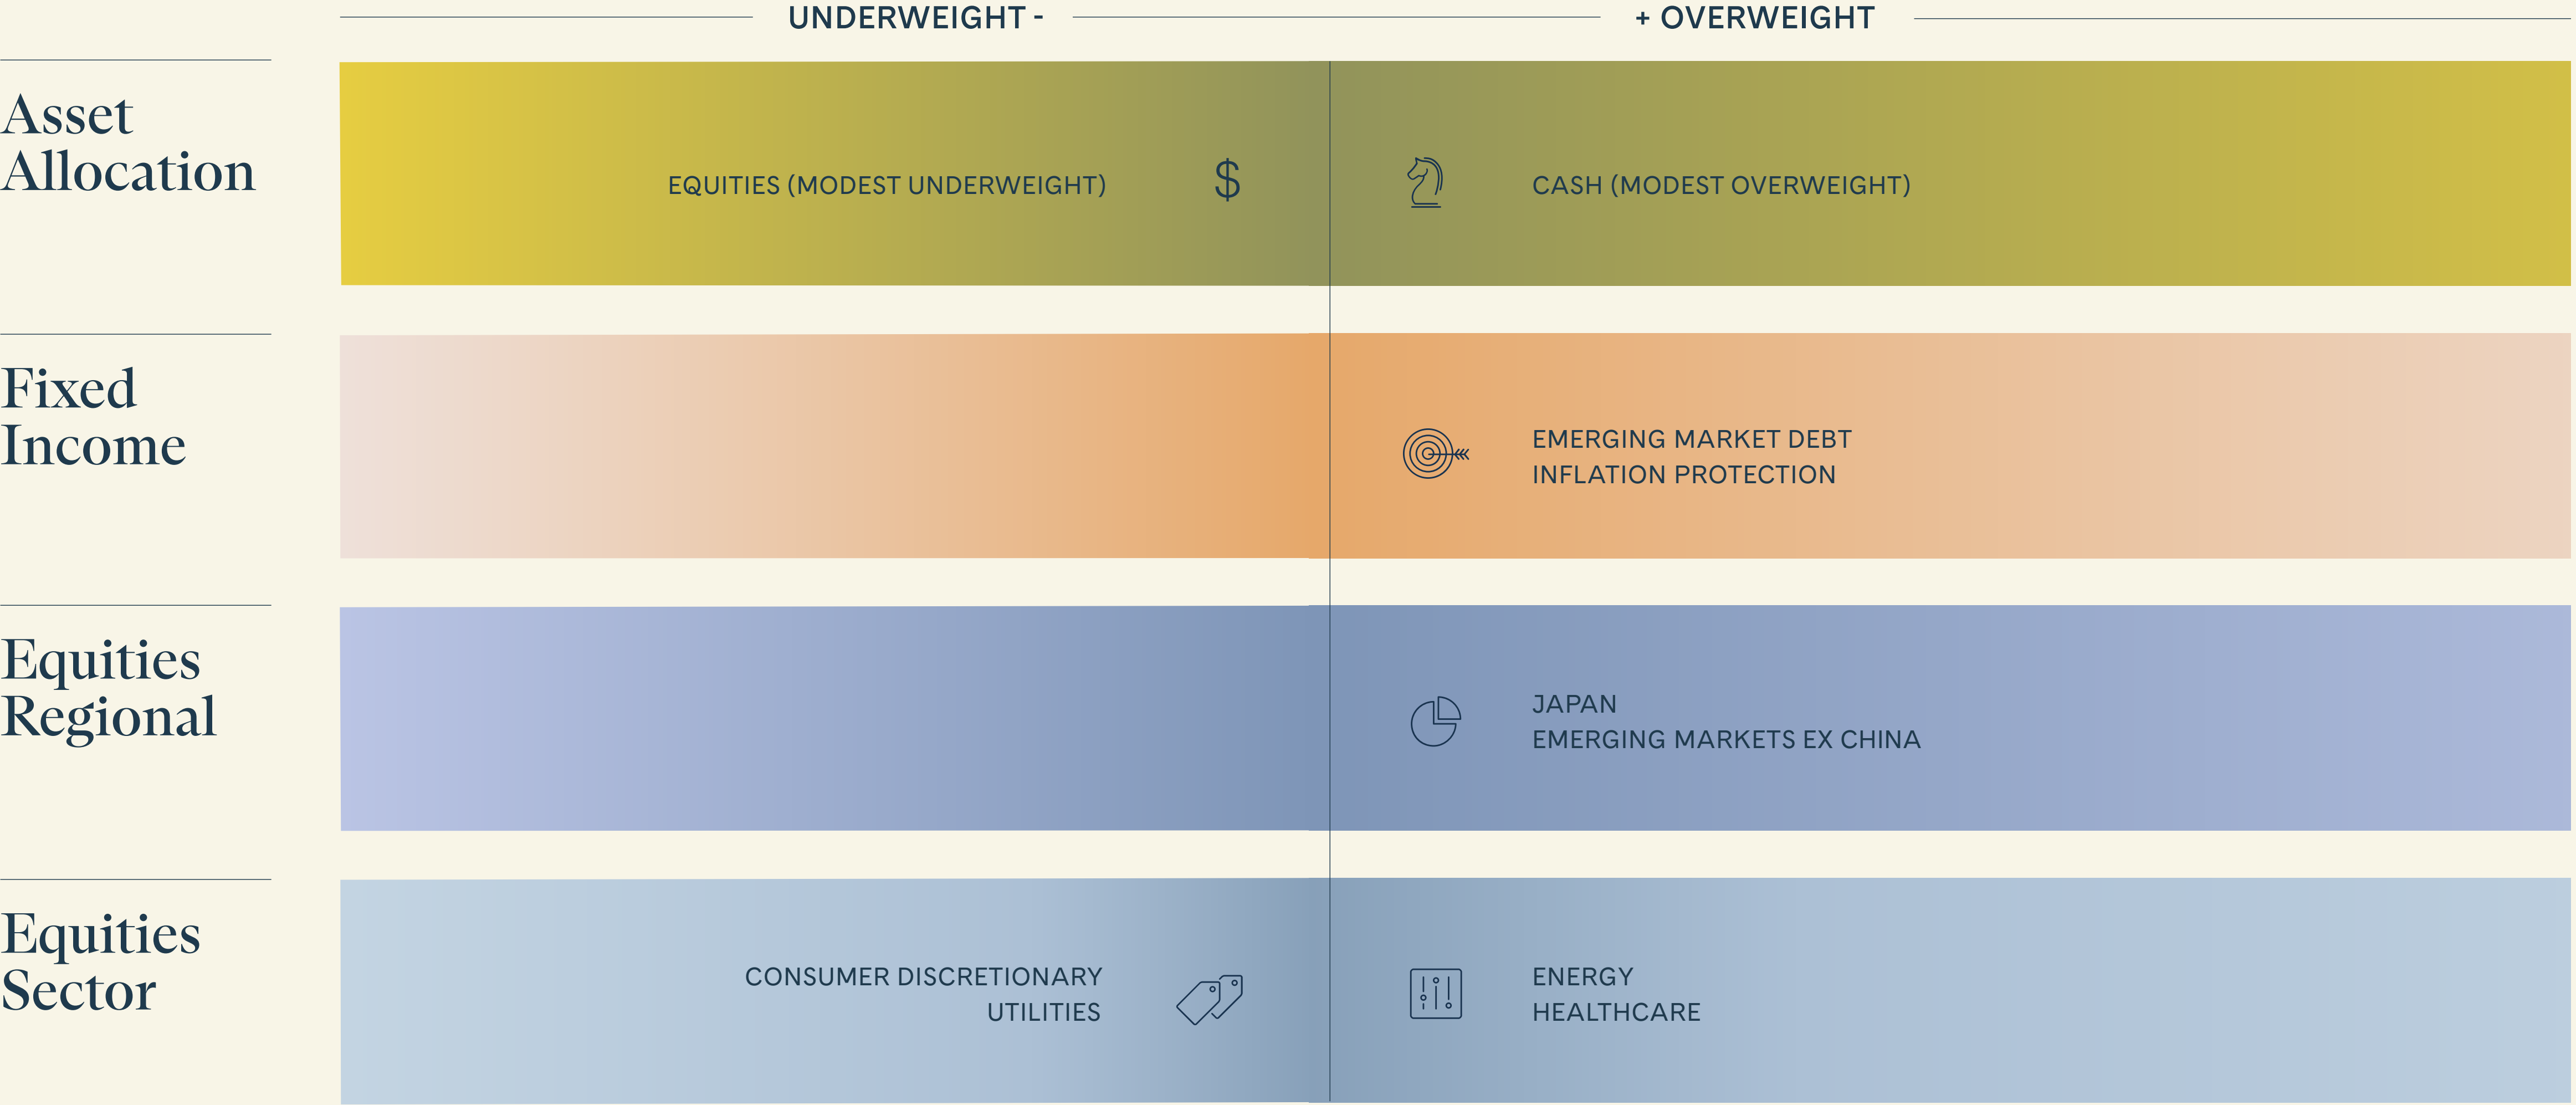 UNDERWEIGHT -
+ OVERWEIGHT
Asset
Allocation
EQUITIES (MODEST UNDERWEIGHT)
$
CASH (MODEST OVERWEIGHT)
Fixed
Income
EMERGING MARKET DEBT
INFLATION PROTECTION
Equities
Regional
JAPAN
EMERGING MARKETS EX CHINA
Equities
Sector
CONSUMER DISCRETIONARY
UTILITIES
ENERGY
HEALTHCARE